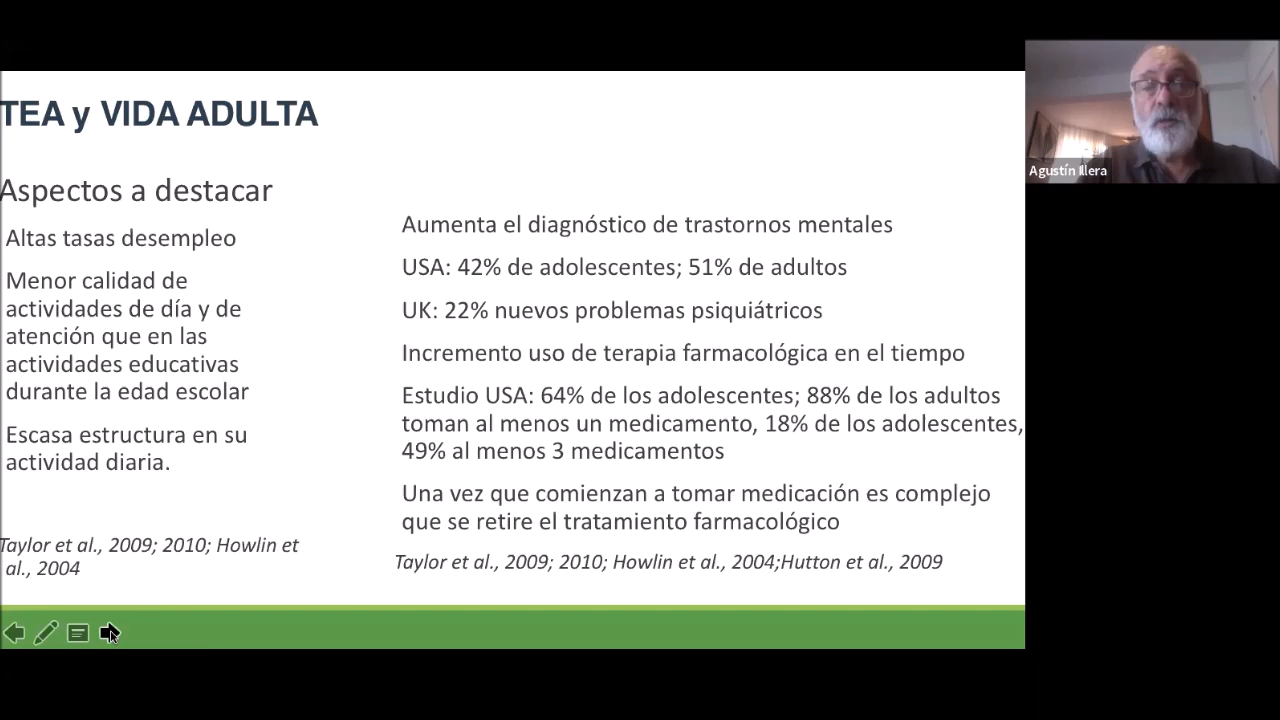 TEA y VIDA ADULTA
Aspectos a destacar
Altas tasas desempleo
Menor calidad de
actividades de día y de
atención que en las
actividades educativas
durante la edad escolar
Escasa estructura en su
actividad diaria.
Taylor et al., 2009; 2010; Howlin et
al., 2004
Aumenta el diagnóstico de trastornos mentales
USA: 42% de adolescentes; 51% de adultos
UK: 22% nuevos problemas psiquiátricos
Incremento uso de terapia farmacológica en el tiempo
Estudio USA: 64% de los adolescentes; 88% de los adultos
toman al menos un medicamento, 18% de los adolescentes,
49% al menos 3 medicamentos
Una vez que comienzan a tomar medicación es complejo
que se retire el tratamiento farmacológico
Taylor et al., 2009; 2010; Howlin et al., 2004;Hutton et al., 2009
Agustín Illera